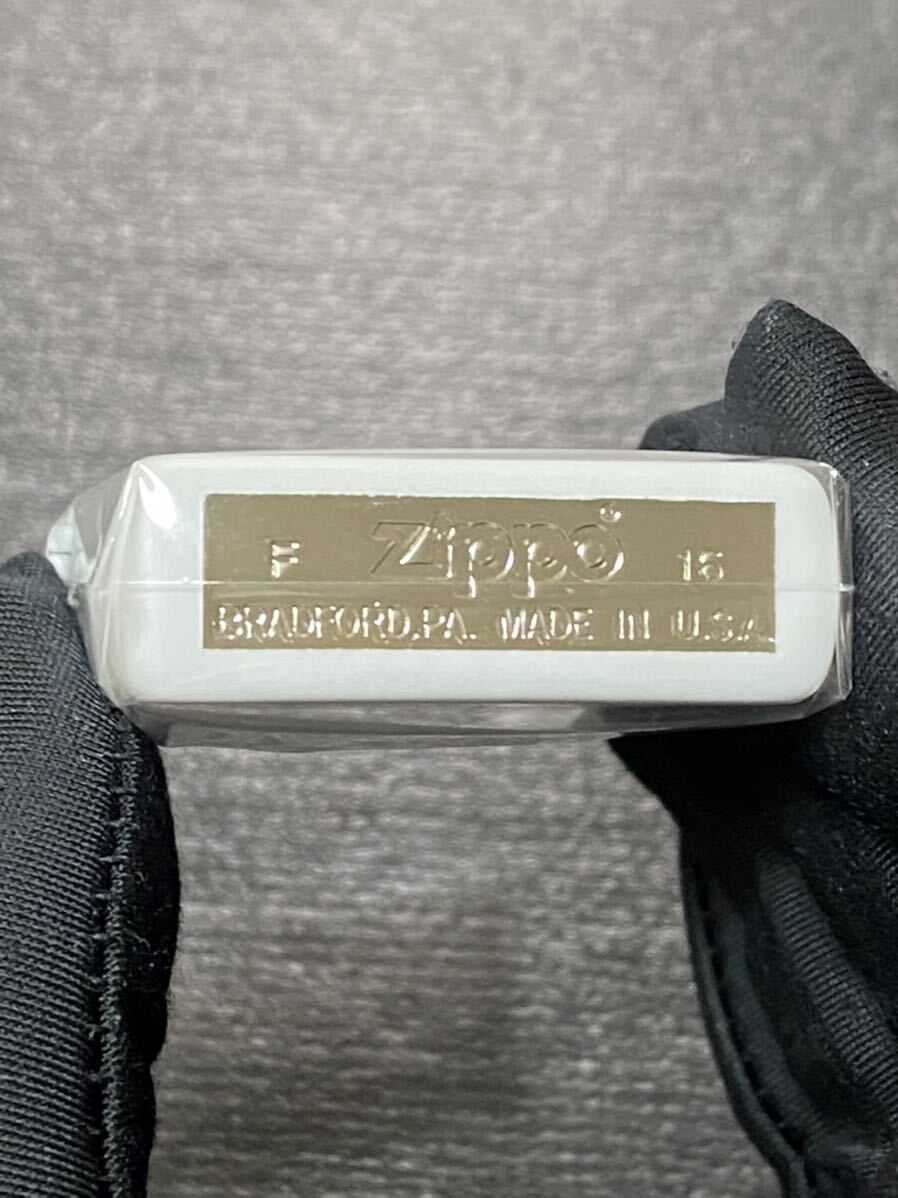 F Zippo® 15
BRADFORD, PA. MADE IN U.S.A.